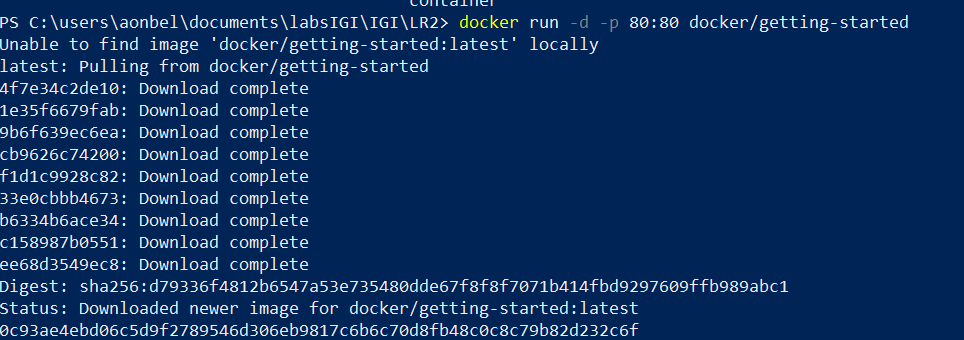 container
PS C:\users\aonbel\documents\labsIGI\IGI\LR2> docker run -d -p 80:80 docker/getting-started
Unable to find image 'docker/getting-started:latest' locally
latest: Pulling from docker/getting-started
4f7e34c2de10: Download complete
1e35f6679fab: Download complete
9b6f639ec6ea: Download complete
cb9626c74200: Download complete
f1d1c9928c82: Download complete
33e0cbbb4673: Download complete
b6334b6ace34: Download complete
c158987b0551: Download complete
ee68d3549ec8: Download complete
Digest: sha256:d79336f4812b6547a53e735480dde67f8f8f7071b414fbd9297609ffb989abc1
Status: Downloaded newer image for docker/getting-started:latest
0c93ae4ebd06c5d9f2789546d306eb9817c6b6c70d8fb48c0c8c79b82d232c6f